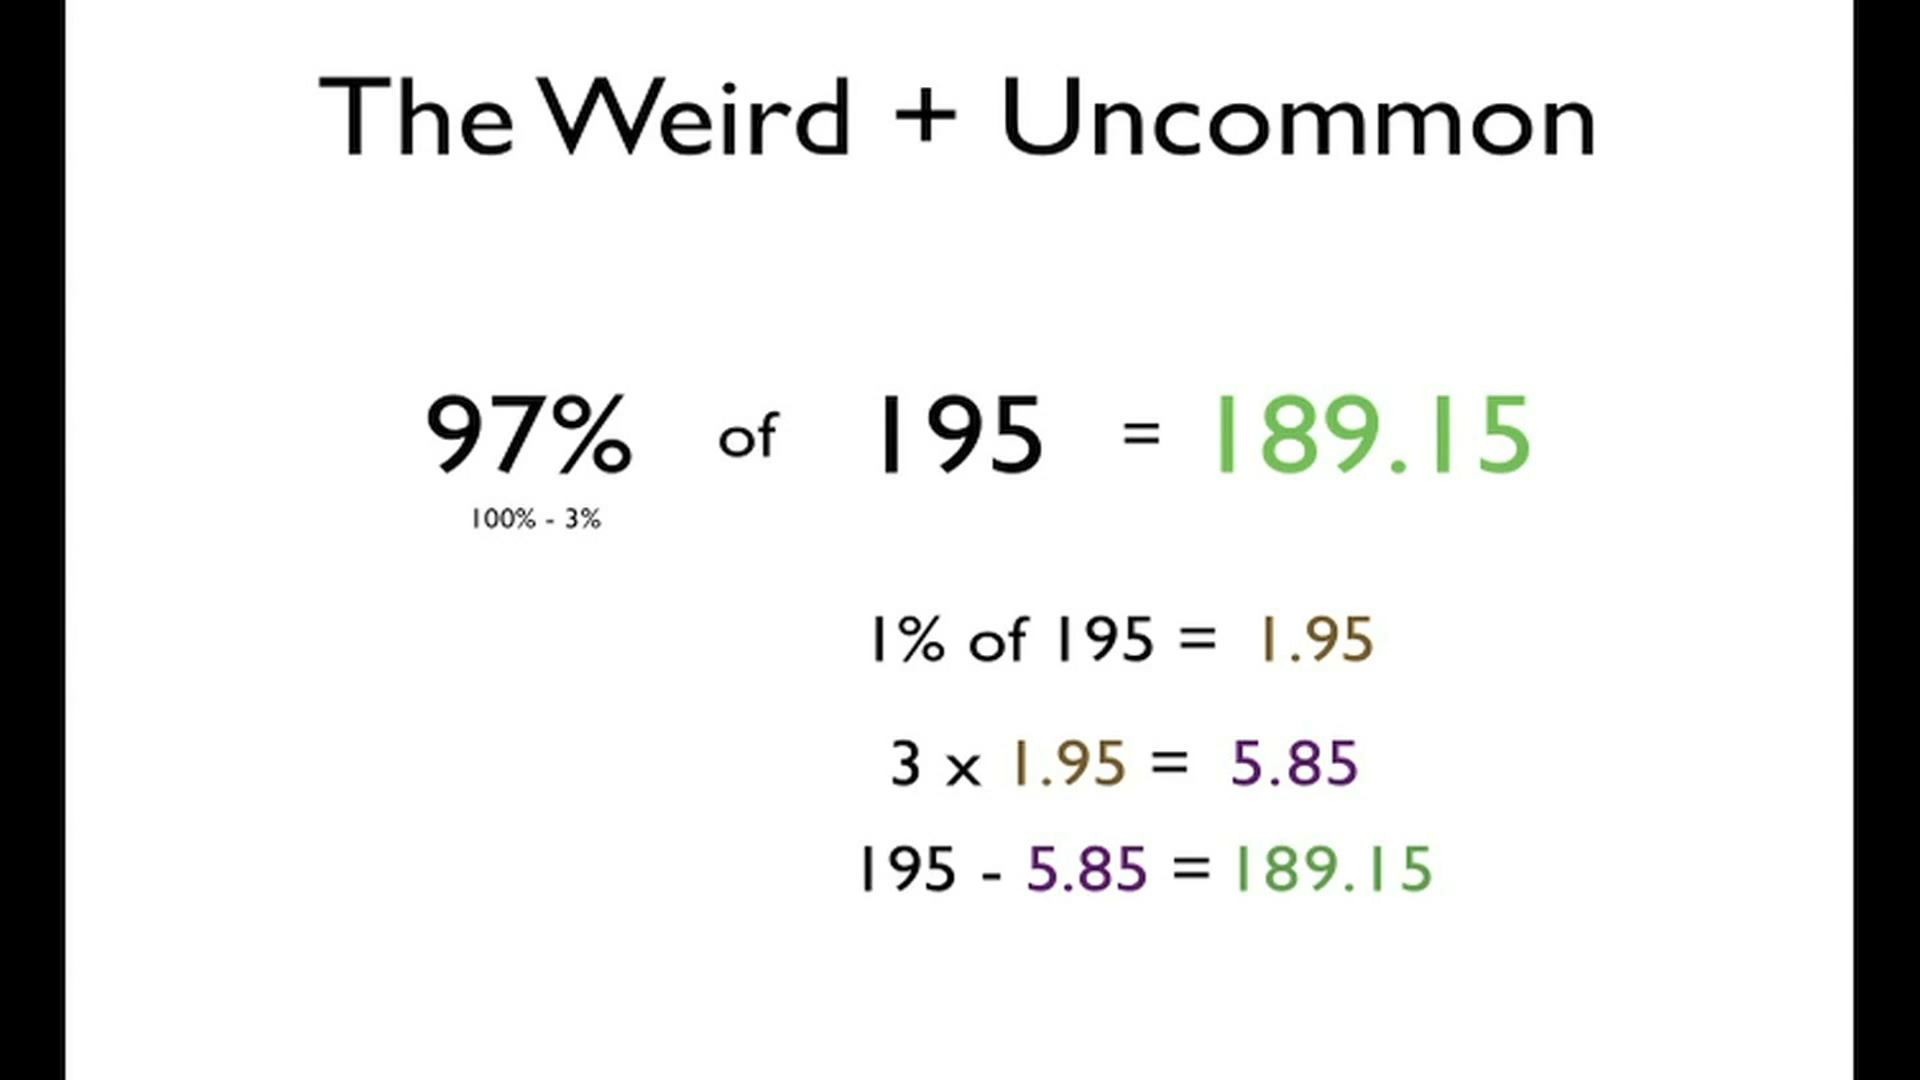 The Weird + Uncommon
97% of 195 = 189.15
100% - 3%
1% of 195 = 1.95
3 x 1.95 = 5.85
195 - 5.85 = 189.15